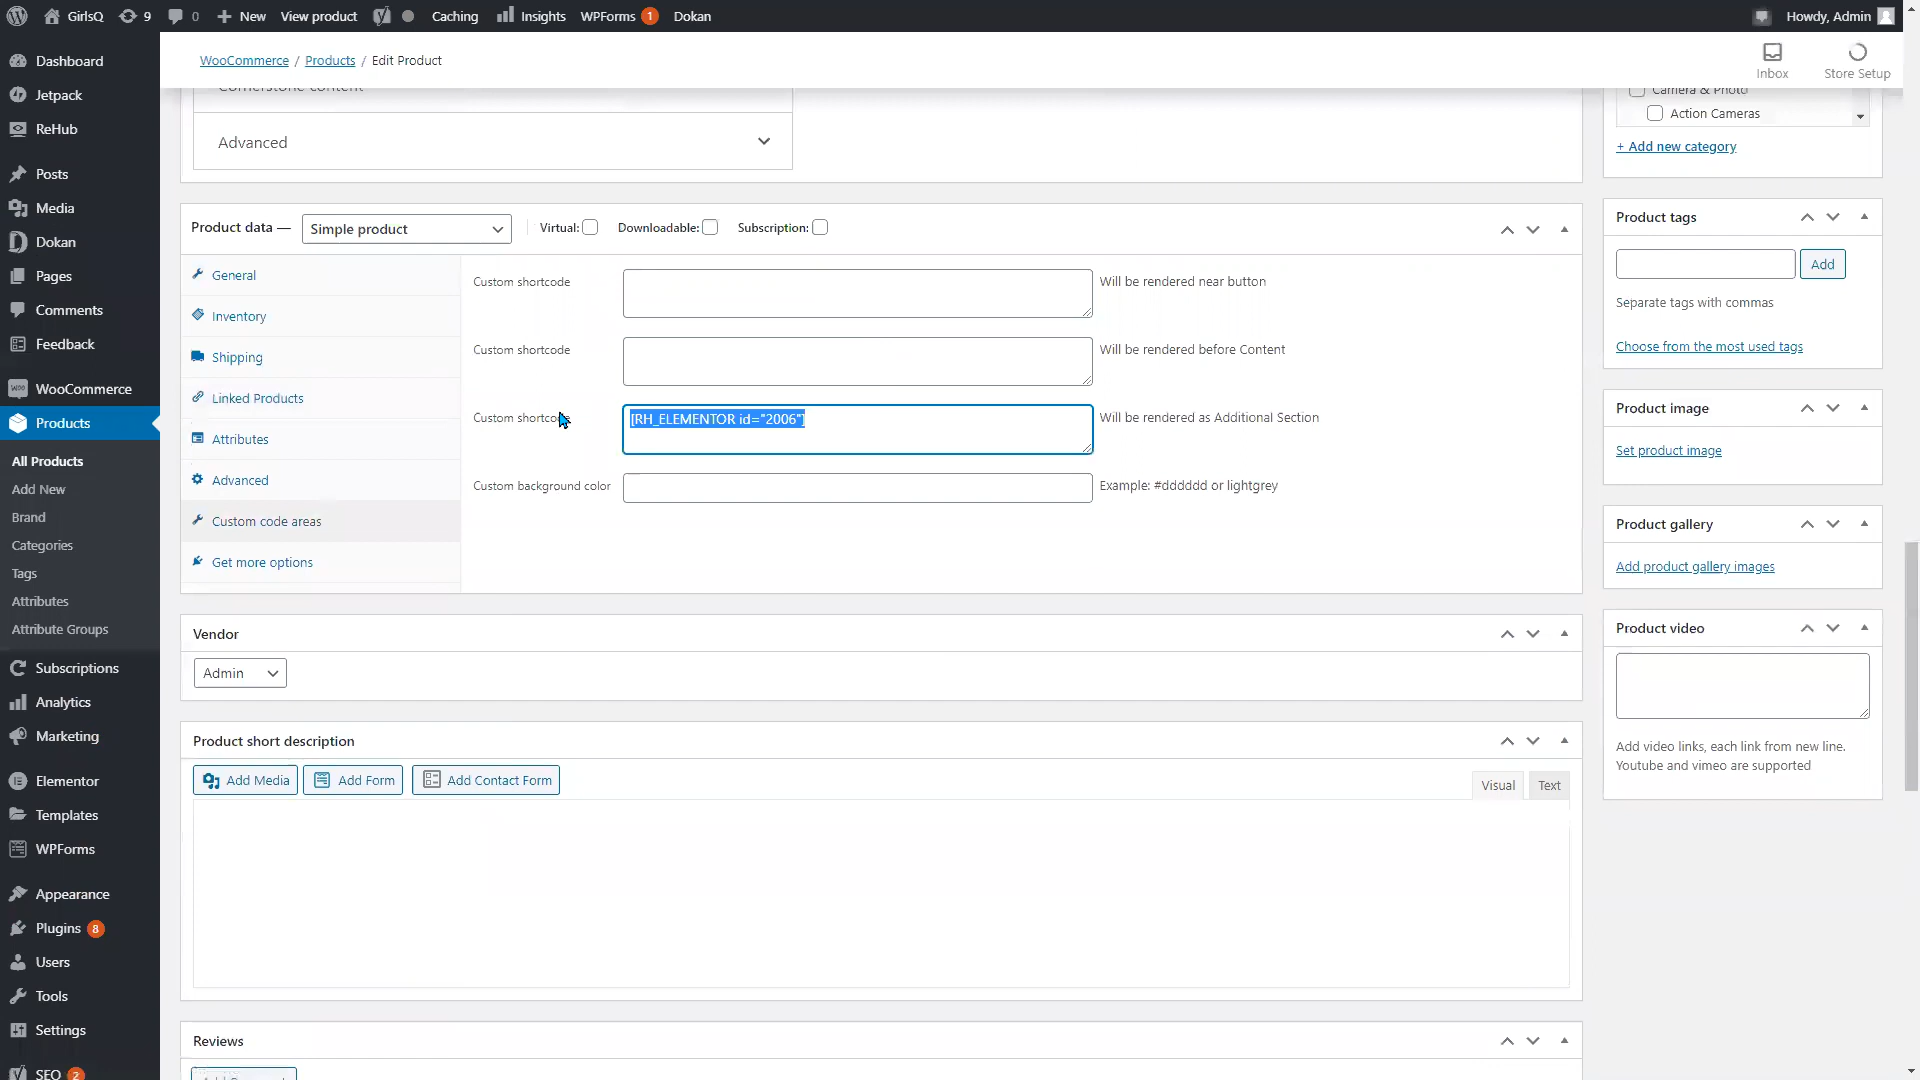 GirlsQ 9 0 New View product Caching Insights WPForms 1 Dokan Howdy, Admin
WooCommerce / Products / Edit Product
Inbox
Store Setup
Dashboard
Jetpack
ReHub
Posts
Media
Dokan
Pages
Comments
Feedback
WooCommerce
Products
All Products
Add New
Brand
Categories
Tags
Attributes
Attribute Groups
Subscriptions
Analytics
Marketing
Elementor
Templates
WPForms
Appearance
Plugins 8
Users
Tools
Settings
SEO 2
Cornerstone content
Advanced
Product data — Simple product Virtual: Downloadable: Subscription:
General
Inventory
Shipping
Linked Products
Attributes
Advanced
Custom code areas
Get more options
Custom shortcode Will be rendered near button
Custom shortcode Will be rendered before Content
Custom shortcode [RH_ELEMENTOR id="2006"] Will be rendered as Additional Section
Custom background color Example: #dddddd or lightgrey
Vendor
Admin
Product short description
Add Media Add Form Add Contact Form Visual Text
Reviews
Camera & Photo
Action Cameras
+ Add new category
Product tags
Add
Separate tags with commas
Choose from the most used tags
Product image
Set product image
Product gallery
Add product gallery images
Product video
Add video links, each link from new line.
Youtube and vimeo are supported